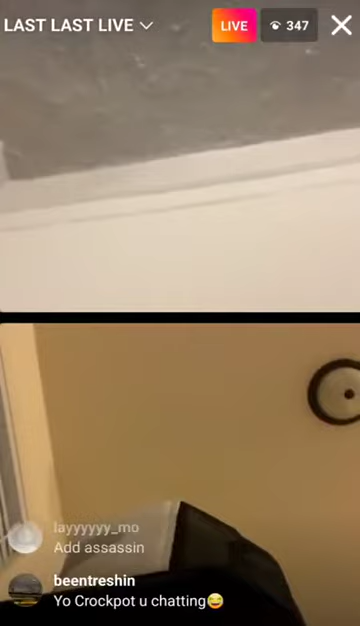 LAST LAST LIVE
LIVE
347
layyyyyy_mo
Add assassin
beentreshin
Yo Crockpot u chatting😂